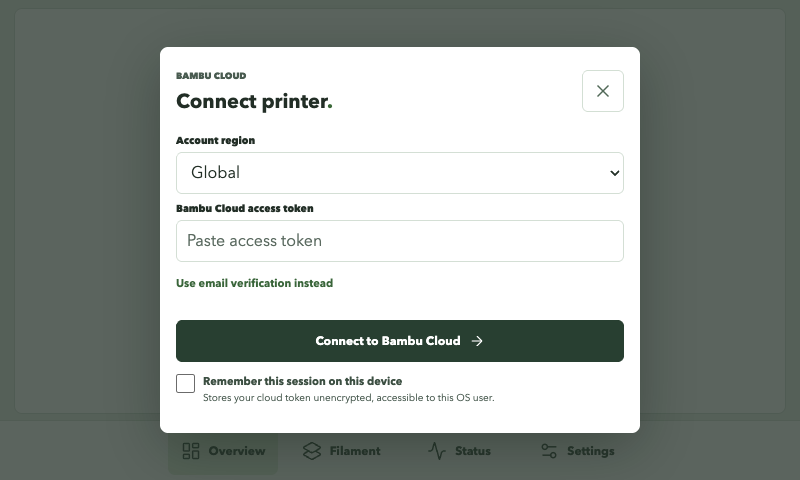 BAMBU CLOUD
Connect printer.
Account region
Global
Bambu Cloud access token
Paste access token
Use email verification instead
Connect to Bambu Cloud →
Remember this session on this device
Stores your cloud token unencrypted, accessible to this OS user.
Overview Filament Status Settings